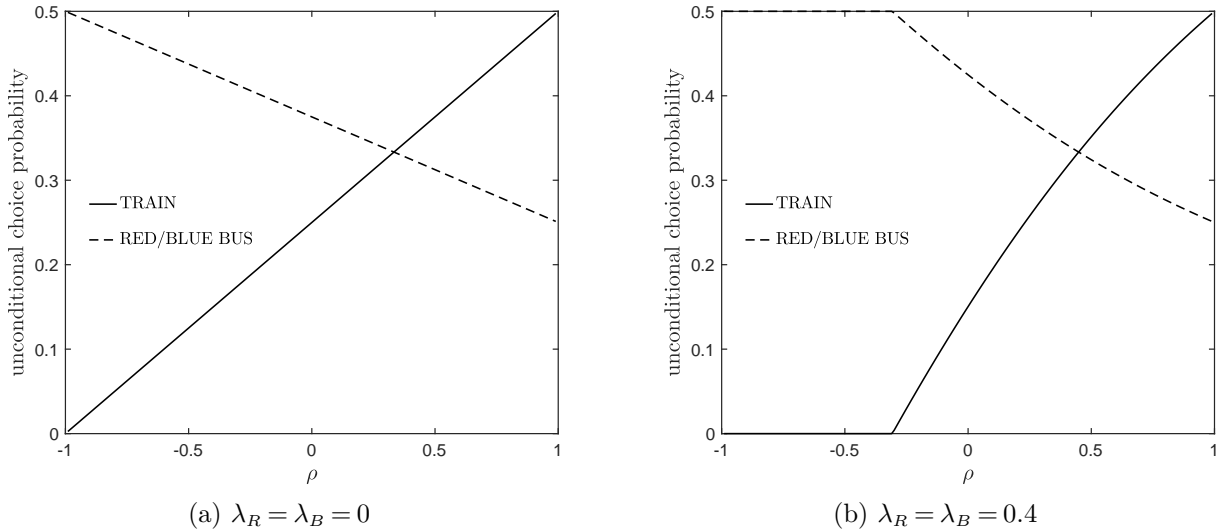 0.5
0.4
0.3
0.2
0.1
0
unconditional choice probability
TRAIN
RED/BLUE BUS
-1
-0.5
0
0.5
1
ρ
(a) λ_R = λ_B = 0
0.5
0.4
0.3
0.2
0.1
0
unconditional choice probability
TRAIN
RED/BLUE BUS
-1
-0.5
0
0.5
1
ρ
(b) λ_R = λ_B = 0.4